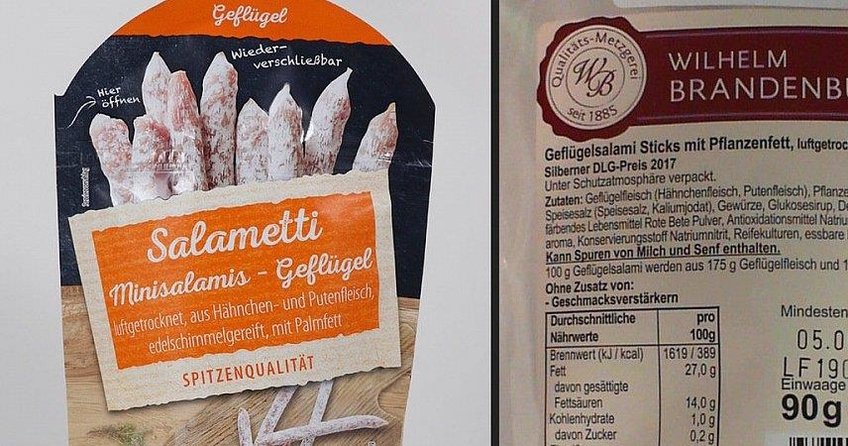 Geflügel
Wieder-
verschließbar
Hier
öffnen
Salametti
Minisalamis - Geflügel
luftgetrocknet, aus Hähnchen- und Putenfleisch,
edelschimmelgereift, mit Palmfett
SPITZENQUALITÄT
Qualitäts-Metzgerei
WB
seit 1885
WILHELM
BRANDENBU
Geflügelsalami Sticks mit Pflanzenfett, luftgetroc
Silberner DLG-Preis 2017
Unter Schutzatmosphäre verpackt.
Zutaten: Geflügelfleisch (Hähnchenfleisch, Putenfleisch), Pflanze
Speisesalz (Speisesalz, Kaliumjodat), Gewürze, Glukosesirup, De
färbendes Lebensmittel Rote Bete Pulver, Antioxidationsmittel Natriu
aroma, Konservierungsstoff Natriumnitrit, Reifekulturen, essbare
Kann Spuren von Milch und Senf enthalten.
100 g Geflügelsalami werden aus 175 g Geflügelfleisch und 1
Ohne Zusatz von:
- Geschmacksverstärkern
Durchschnittliche pro
Nährwerte 100g
Brennwert (kJ / kcal) 1619 / 389
Fett 27,0 g
davon gesättigte
Fettsäuren 14,0 g
Kohlenhydrate 1,0 g
davon Zucker 0,2 g
Mindesten
05.0
LF190
Einwaage
90g